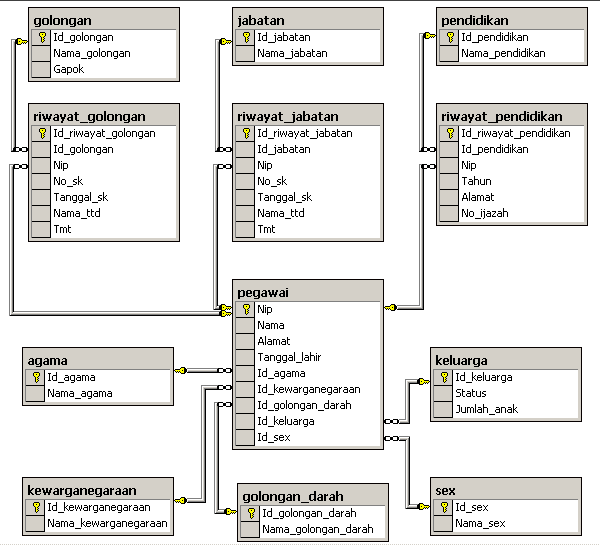 golongan
Id_golongan
Nama_golongan
Gapok
jabatan
Id_jabatan
Nama_jabatan
pendidikan
Id_pendidikan
Nama_pendidikan
riwayat_golongan
Id_riwayat_golongan
Id_golongan
Nip
No_sk
Tanggal_sk
Nama_ttd
Tmt
riwayat_jabatan
Id_riwayat_jabatan
Id_jabatan
Nip
No_sk
Tanggal_sk
Nama_ttd
Tmt
riwayat_pendidikan
Id_riwayat_pendidikan
Id_pendidikan
Nip
Tahun
Alamat
No_ijazah
pegawai
Nip
Nama
Alamat
Tanggal_lahir
Id_agama
Id_kewarganegaraan
Id_golongan_darah
Id_keluarga
Id_sex
agama
Id_agama
Nama_agama
keluarga
Id_keluarga
Status
Jumlah_anak
kewarganegaraan
Id_kewarganegaraan
Nama_kewarganegaraan
golongan_darah
Id_golongan_darah
Nama_golongan_darah
sex
Id_sex
Nama_sex